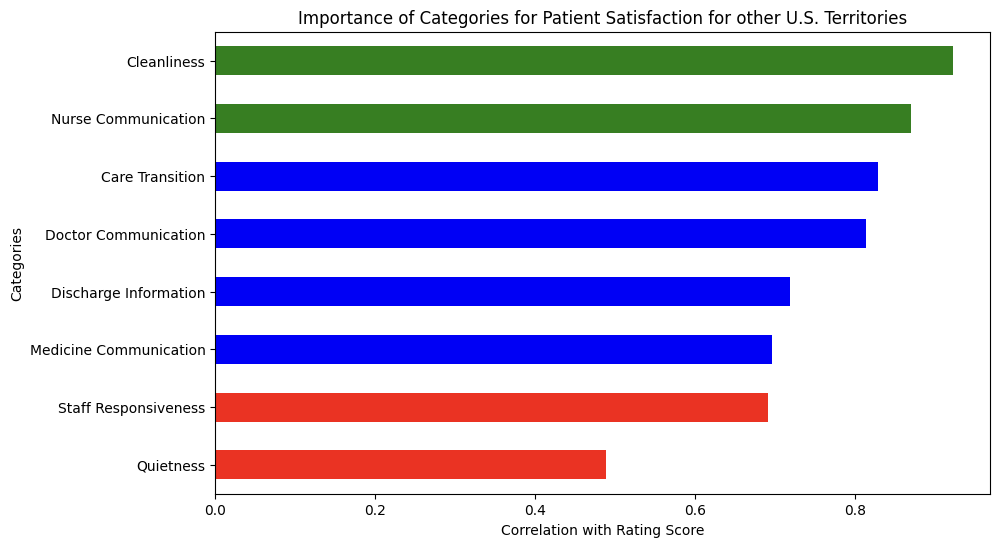 Importance of Categories for Patient Satisfaction for other U.S. Territories
Categories
Cleanliness
Nurse Communication
Care Transition
Doctor Communication
Discharge Information
Medicine Communication
Staff Responsiveness
Quietness
0.0
0.2
0.4
0.6
0.8
Correlation with Rating Score